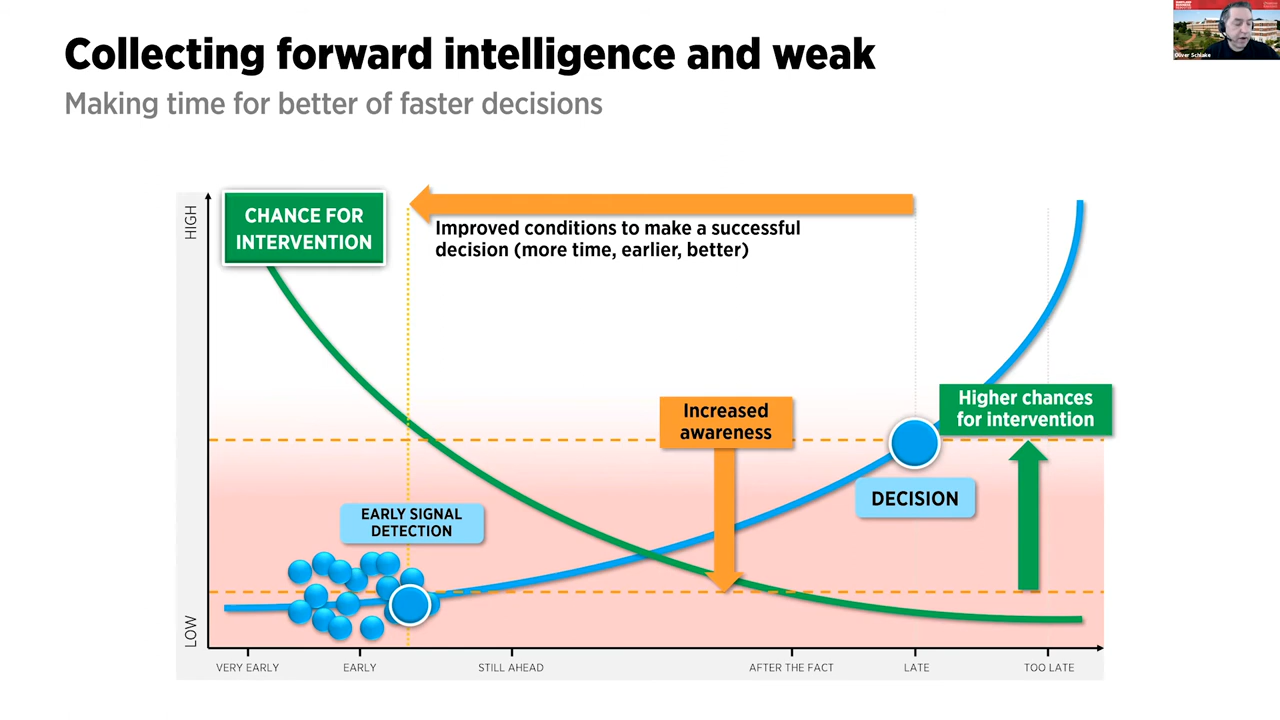 Collecting forward intelligence and weak
Making time for better of faster decisions
Oliver Schlake
HIGH
CHANCE FOR
INTERVENTION
Improved conditions to make a successful
decision (more time, earlier, better)
Increased
awareness
Higher chances
for intervention
DECISION
EARLY SIGNAL
DETECTION
LOW
VERY EARLY
EARLY
STILL AHEAD
AFTER THE FACT
LATE
TOO LATE